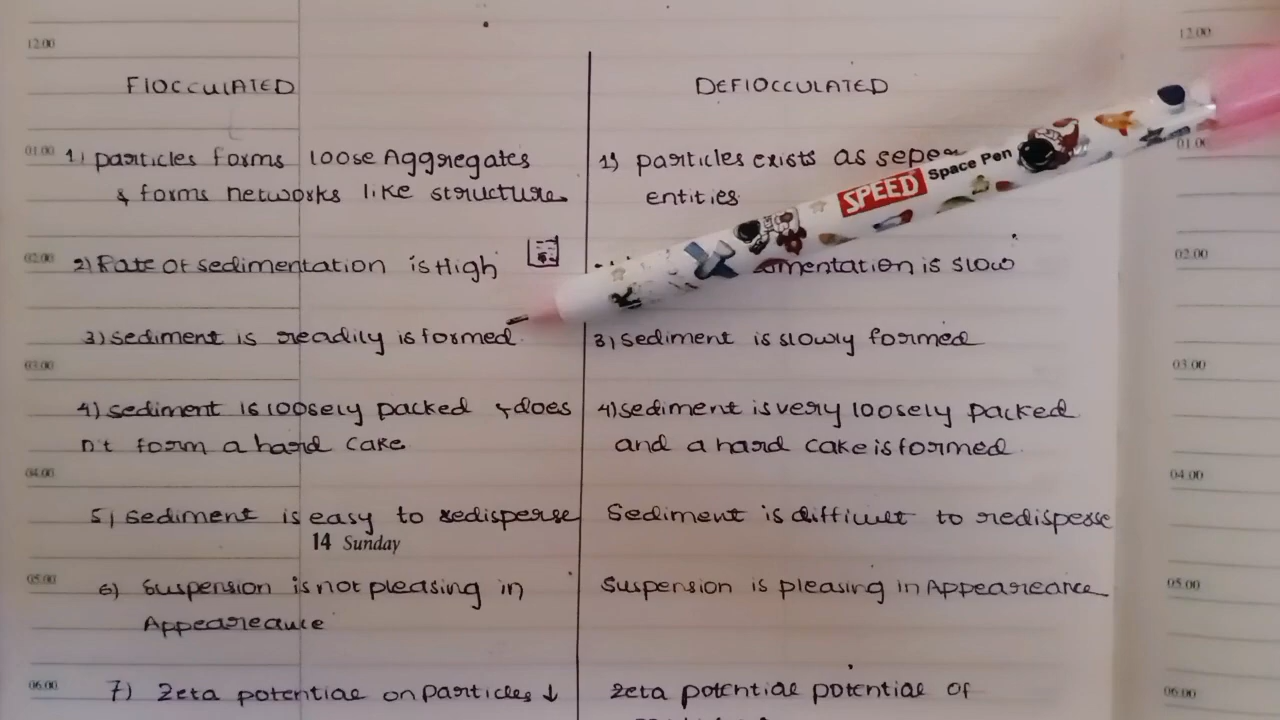 12.00
12.00
FlOCCULATED
DEFlOCCULATED
01.00
01.00
1) particles forms loose Aggregates
& forms networks like structure
1) particles exists as
entities
SPEED Space Pen
02.00
02.00
2) Rate of sedimentation is High
is slow
3) sediment is readily is formed
3) sediment is slowly formed
03.00
03.00
4) sediment is loosely packed & does
n't form a hard cake
4) sediment is very loosely packed
and a hard cake is formed
04.00
04.00
5) sediment is easy to redisperse
Sediment is difficult to redisperse
14 Sunday
05.00
05.00
6) Suspension is not pleasing in
Appeareance
Suspension is pleasing in Appeareance
06.00
06.00
7) Zeta potential on particles ↓
zeta potential potential of